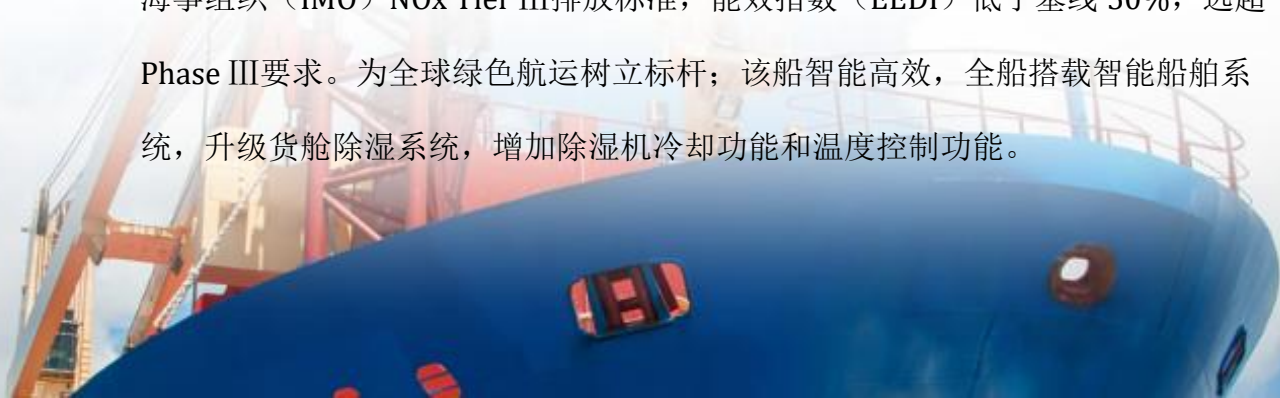 海事组织（IMO）NOx Tier Ⅲ排放标准，能效指数（EEDI）低于基线 50%，远超
Phase Ⅲ要求。为全球绿色航运树立标杆；该船智能高效，全船搭载智能船舶系
统，升级货舱除湿系统，增加除湿机冷却功能和温度控制功能。